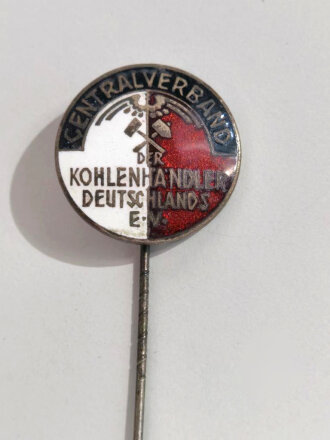 CENTRALVERBAND
DER
KOHLENHÄNDLER
DEUTSCHLANDS
E.V.